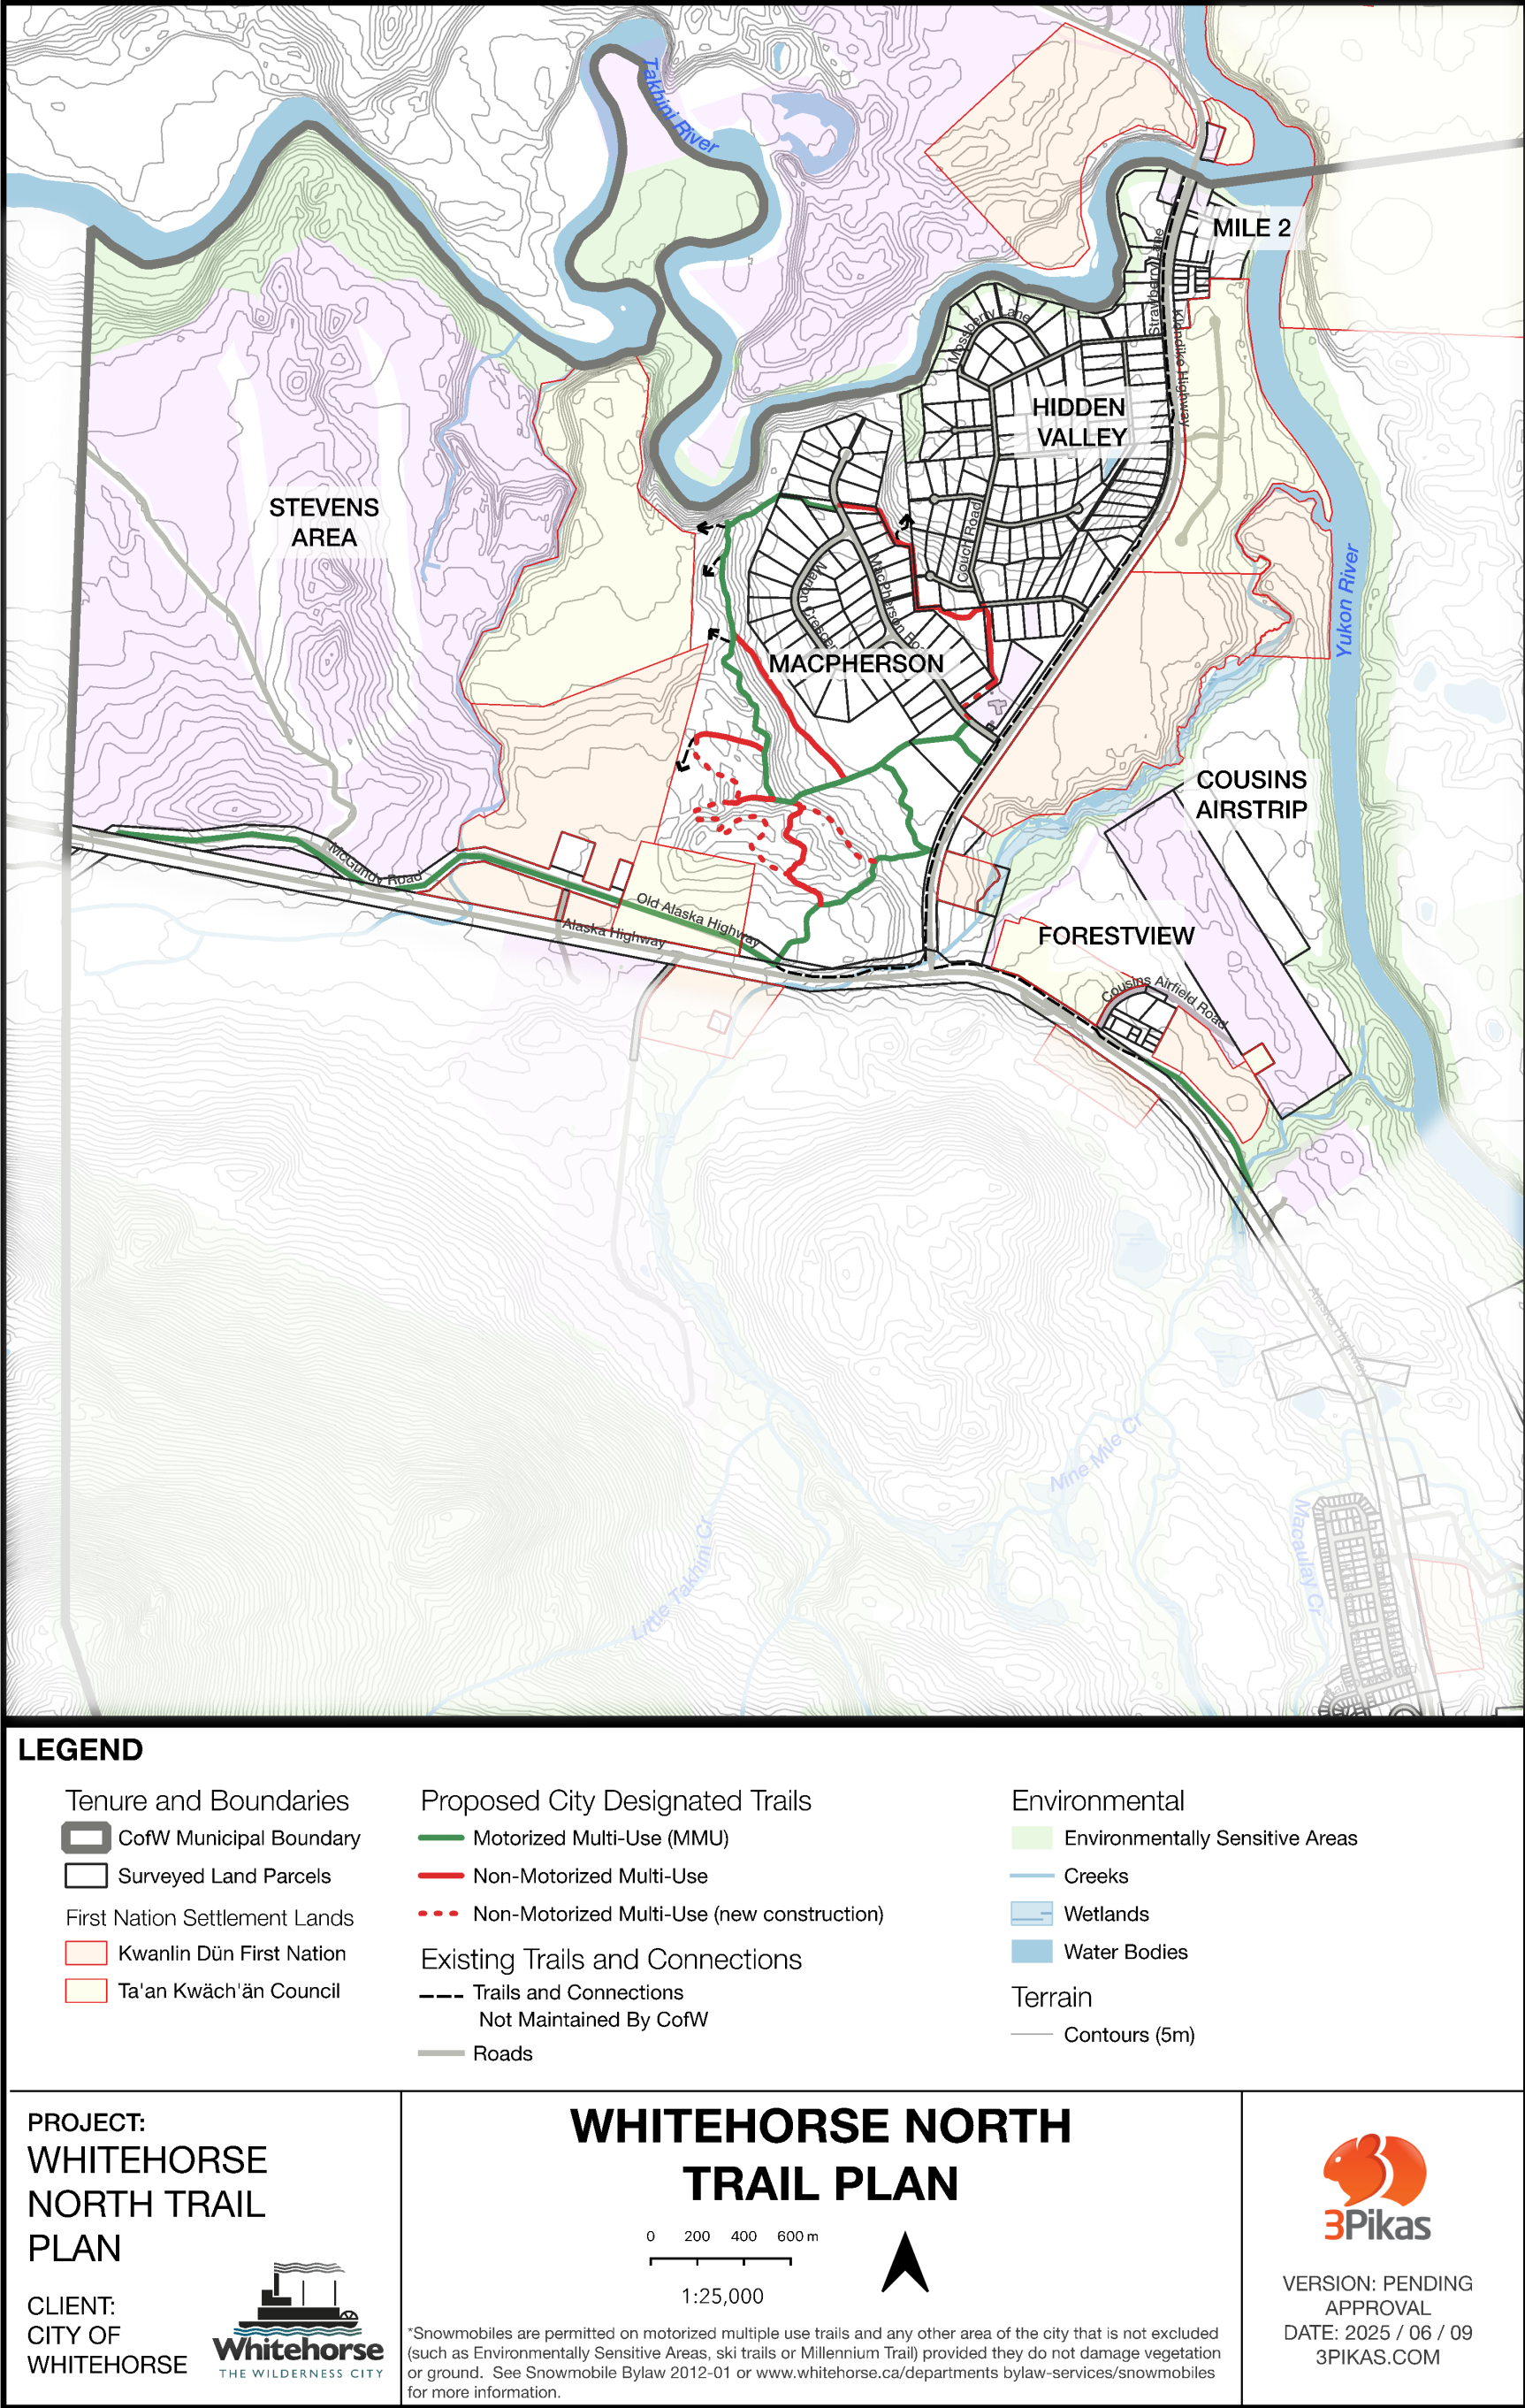 Takhini River
MILE 2
Strawberry Lane
Klondike Highway
Mossberry Lane
HIDDEN
VALLEY
STEVENS
AREA
Couch Road
Yukon River
MacPherson Ro
Marion Crescen
MACPHERSON
COUSINS
AIRSTRIP
McGundy Road
Old Alaska Highway
Alaska Highway
FORESTVIEW
Cousins Airfield Road
Alaska Highway
Nine Mile Cr
Little Takhini Cr
Macaulay Cr
LEGEND
Tenure and Boundaries
CofW Municipal Boundary
Surveyed Land Parcels
First Nation Settlement Lands
Kwanlin Dün First Nation
Ta'an Kwäch'än Council
Proposed City Designated Trails
Motorized Multi-Use (MMU)
Non-Motorized Multi-Use
Non-Motorized Multi-Use (new construction)
Existing Trails and Connections
Trails and Connections
Not Maintained By CofW
Roads
Environmental
Environmentally Sensitive Areas
Creeks
Wetlands
Water Bodies
Terrain
Contours (5m)
PROJECT:
WHITEHORSE
NORTH TRAIL
PLAN
CLIENT:
CITY OF
WHITEHORSE
Whitehorse
THE WILDERNESS CITY
WHITEHORSE NORTH
TRAIL PLAN
0 200 400 600 m
1:25,000
*Snowmobiles are permitted on motorized multiple use trails and any other area of the city that is not excluded
(such as Environmentally Sensitive Areas, ski trails or Millennium Trail) provided they do not damage vegetation
or ground. See Snowmobile Bylaw 2012-01 or www.whitehorse.ca/departments bylaw-services/snowmobiles
for more information.
3Pikas
VERSION: PENDING
APPROVAL
DATE: 2025 / 06 / 09
3PIKAS.COM